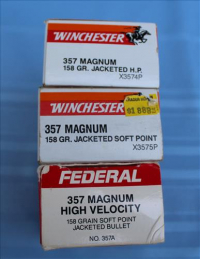 WINCHESTER
357 MAGNUM
158 GR. JACKETED H.P.
X3574P
WINCHESTER
357 MAGNUM
158 GR. JACKETED SOFT POINT
X3575P
FEDERAL
357 MAGNUM
HIGH VELOCITY
158 GRAIN SOFT POINT
JACKETED BULLET
NO. 357A